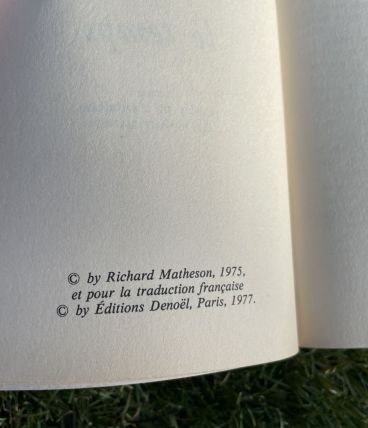 © by Richard Matheson, 1975,
et pour la traduction française
© by Éditions Denoël, Paris, 1977.